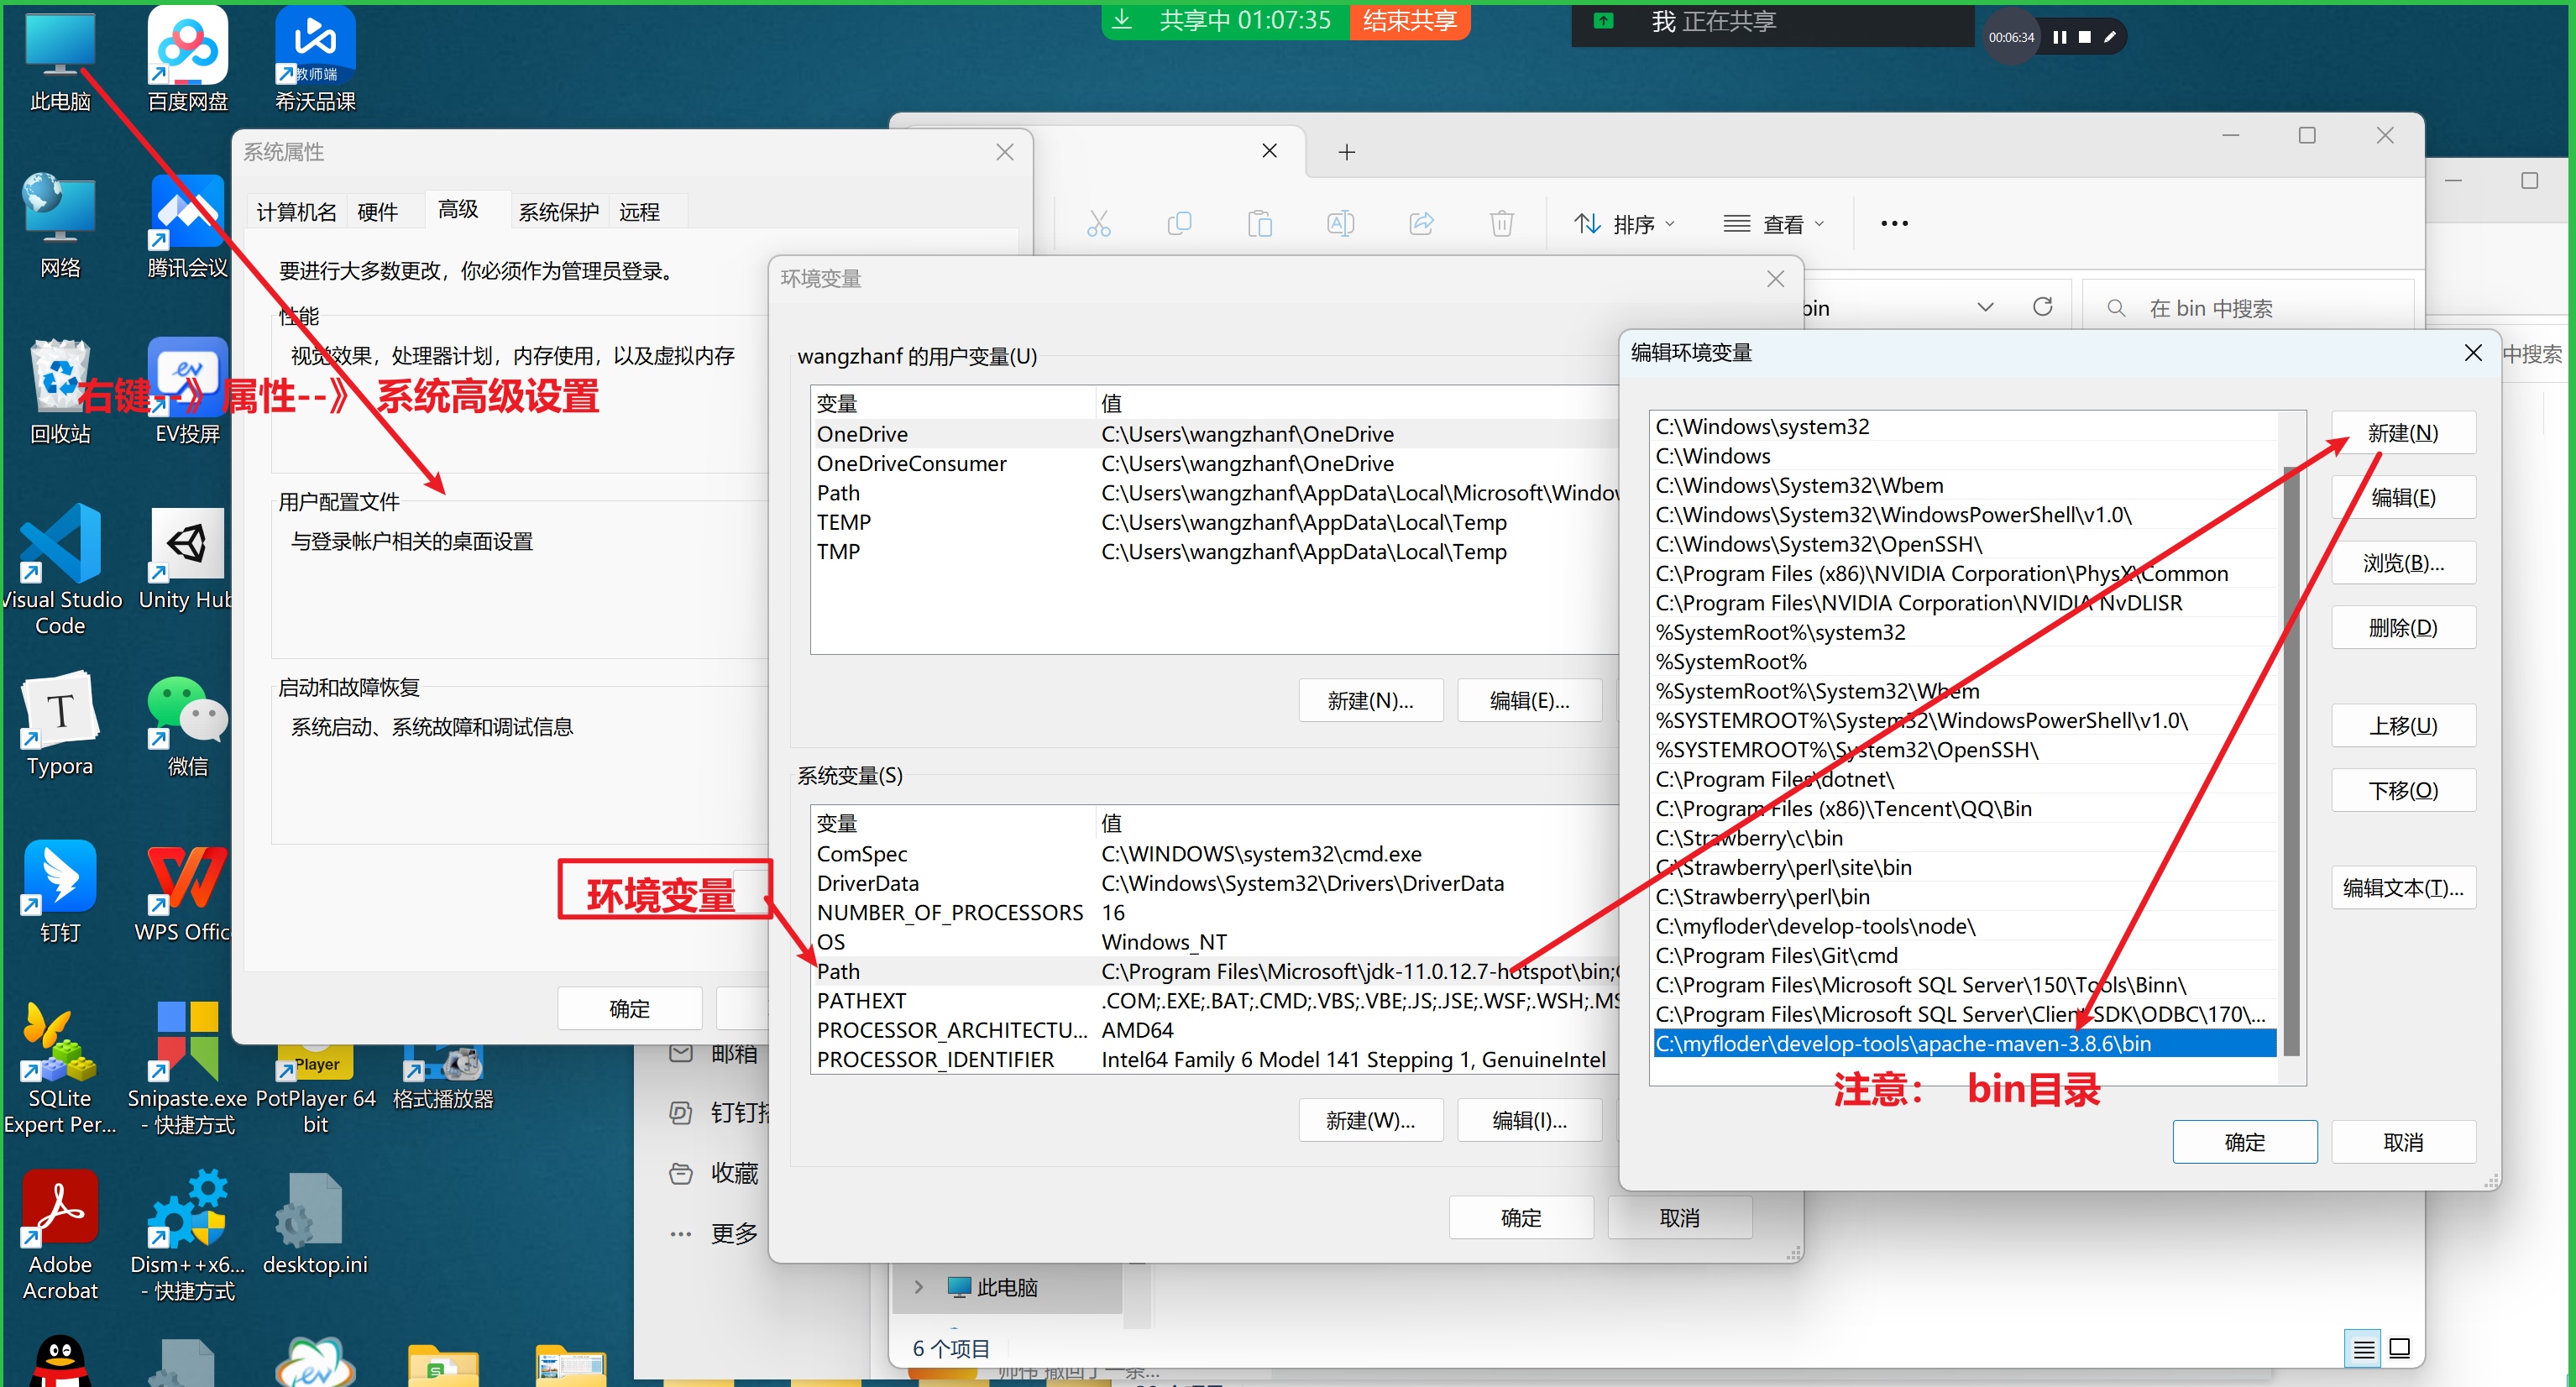 共享中 01:07:35
结束共享
我 正在共享
00:06:34
此电脑
百度网盘
教师端
希沃品课
网络
腾讯会议
回收站
EV投屏
Visual Studio
Code
Unity Hub
Typora
微信
钉钉
WPS Offic
SQLite
Expert Per...
Snipaste.exe
- 快捷方式
Player
PotPlayer 64
bit
格式播放器
Adobe
Acrobat
Dism++x6...
- 快捷方式
desktop.ini
系统属性
计算机名
硬件
高级
系统保护
远程
要进行大多数更改，你必须作为管理员登录。
性能
视觉效果，处理器计划，内存使用，以及虚拟内存
右键--》属性--》 系统高级设置
用户配置文件
与登录帐户相关的桌面设置
启动和故障恢复
系统启动、系统故障和调试信息
环境变量
确定
排序
查看
bin
在 bin 中搜索
中搜索
环境变量
wangzhanf 的用户变量(U)
变量 值
OneDrive C:\Users\wangzhanf\OneDrive
OneDriveConsumer C:\Users\wangzhanf\OneDrive
Path C:\Users\wangzhanf\AppData\Local\Microsoft\Window
TEMP C:\Users\wangzhanf\AppData\Local\Temp
TMP C:\Users\wangzhanf\AppData\Local\Temp
新建(N)...
编辑(E)...
系统变量(S)
变量 值
ComSpec C:\WINDOWS\system32\cmd.exe
DriverData C:\Windows\System32\Drivers\DriverData
NUMBER_OF_PROCESSORS 16
OS Windows_NT
Path C:\Program Files\Microsoft\jdk-11.0.12.7-hotspot\bin;C
PATHEXT .COM;.EXE;.BAT;.CMD;.VBS;.VBE;.JS;.JSE;.WSF;.WSH;.MS
PROCESSOR_ARCHITECTU... AMD64
PROCESSOR_IDENTIFIER Intel64 Family 6 Model 141 Stepping 1, GenuineIntel
新建(W)...
编辑(I)...
确定
取消
编辑环境变量
C:\Windows\system32
C:\Windows
C:\Windows\System32\Wbem
C:\Windows\System32\WindowsPowerShell\v1.0\
C:\Windows\System32\OpenSSH\
C:\Program Files (x86)\NVIDIA Corporation\PhysX\Common
C:\Program Files\NVIDIA Corporation\NVIDIA NvDLISR
%SystemRoot%\system32
%SystemRoot%
%SystemRoot%\System32\Wbem
%SYSTEMROOT%\System32\WindowsPowerShell\v1.0\
%SYSTEMROOT%\System32\OpenSSH\
C:\Program Files\dotnet\
C:\Program Files (x86)\Tencent\QQ\Bin
C:\Strawberry\c\bin
C:\Strawberry\perl\site\bin
C:\Strawberry\perl\bin
C:\myfloder\develop-tools\node\
C:\Program Files\Git\cmd
C:\Program Files\Microsoft SQL Server\150\Tools\Binn\
C:\Program Files\Microsoft SQL Server\Client SDK\ODBC\170\...
C:\myfloder\develop-tools\apache-maven-3.8.6\bin
注意： bin目录
新建(N)
编辑(E)
浏览(B)...
删除(D)
上移(U)
下移(O)
编辑文本(T)...
确定
取消
邮箱
钉钉
收藏
更多
此电脑
6 个项目